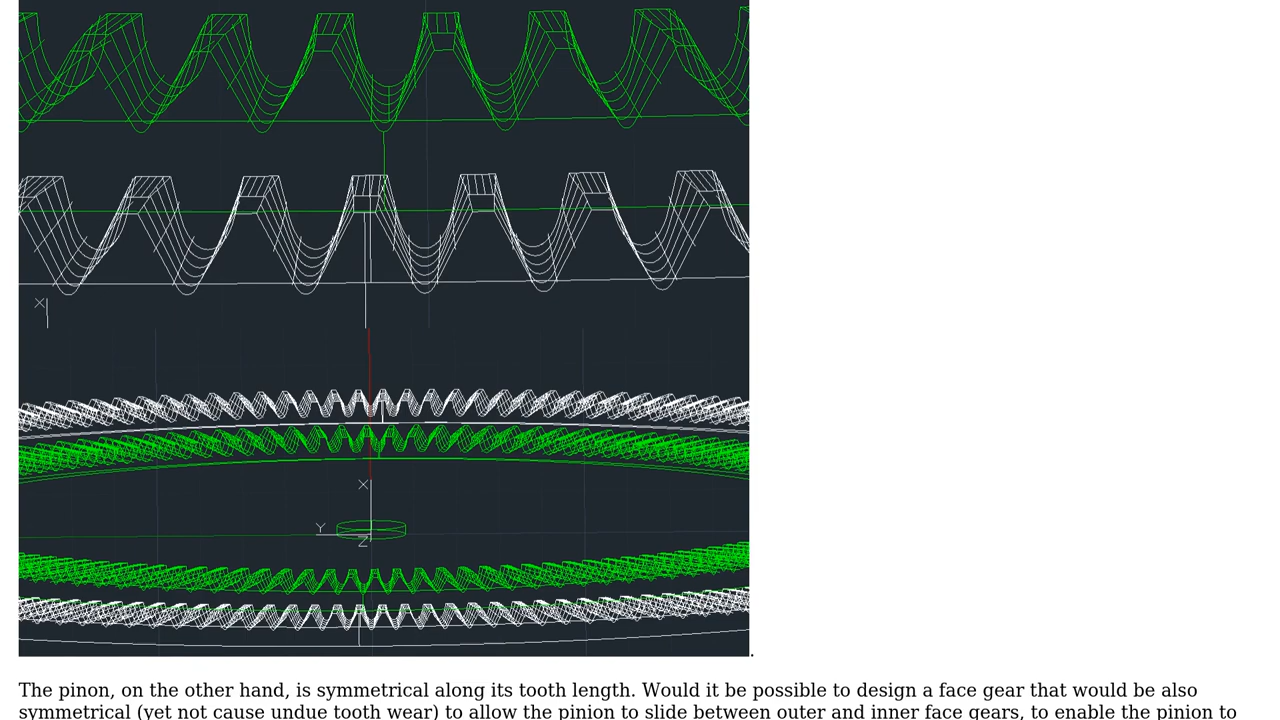 X
X
Y
Z
.
The pinon, on the other hand, is symmetrical along its tooth length. Would it be possible to design a face gear that would be also
symmetrical (yet not cause undue tooth wear) to allow the pinion to slide between outer and inner face gears, to enable the pinion to